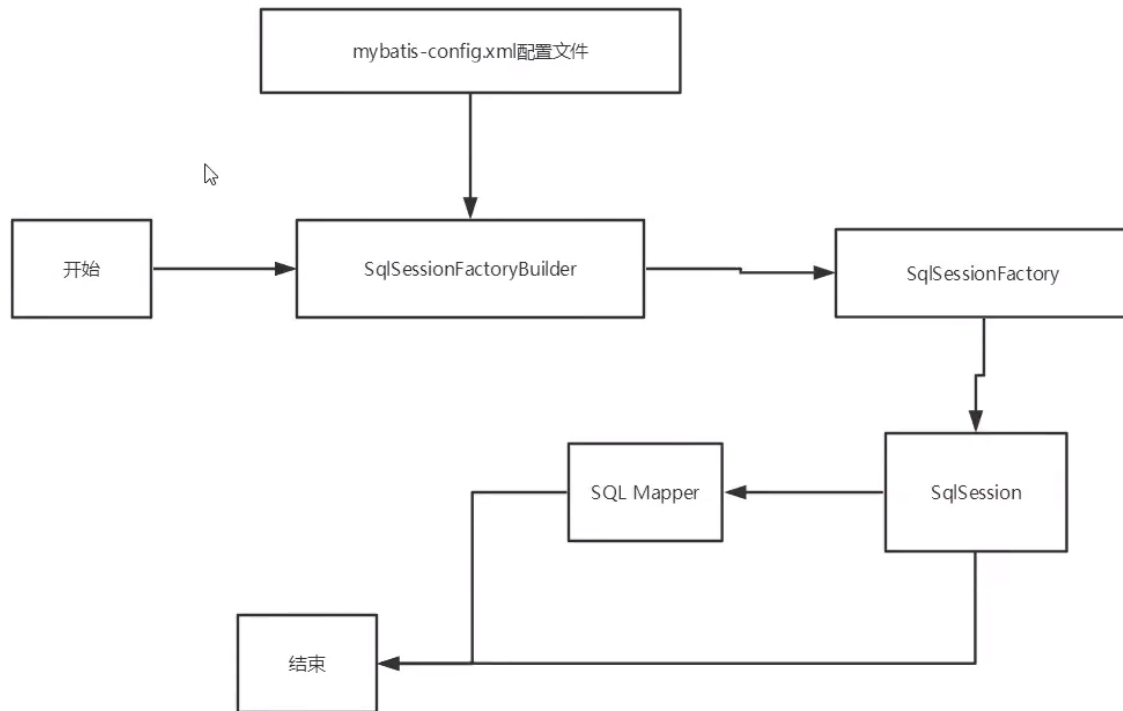 mybatis-config.xml配置文件
开始
SqlSessionFactoryBuilder
SqlSessionFactory
SQL Mapper
SqlSession
结束